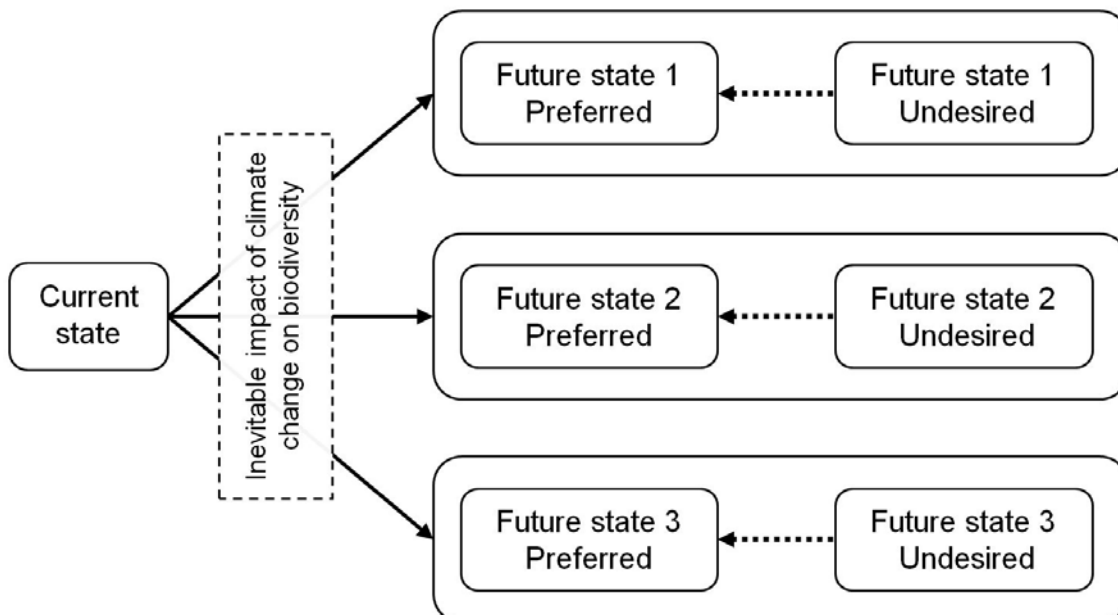 Current
state
Inevitable impact of climate
change on biodiversity
Future state 1
Preferred
Future state 1
Undesired
Future state 2
Preferred
Future state 2
Undesired
Future state 3
Preferred
Future state 3
Undesired